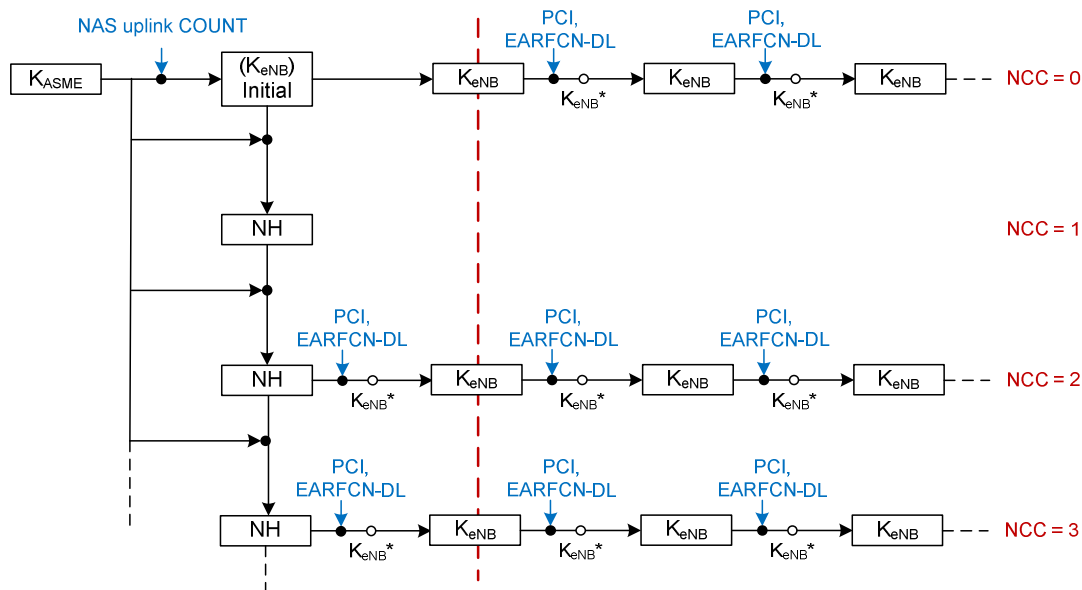 NAS uplink COUNT
PCI,
EARFCN-DL
PCI,
EARFCN-DL
KASME
(KeNB)
Initial
KeNB
KeNB*
KeNB
KeNB*
KeNB
NCC = 0
NH
NCC = 1
PCI,
EARFCN-DL
PCI,
EARFCN-DL
PCI,
EARFCN-DL
NH
KeNB*
KeNB
KeNB*
KeNB
KeNB*
KeNB
NCC = 2
PCI,
EARFCN-DL
PCI,
EARFCN-DL
PCI,
EARFCN-DL
NH
KeNB*
KeNB
KeNB*
KeNB
KeNB*
KeNB
NCC = 3